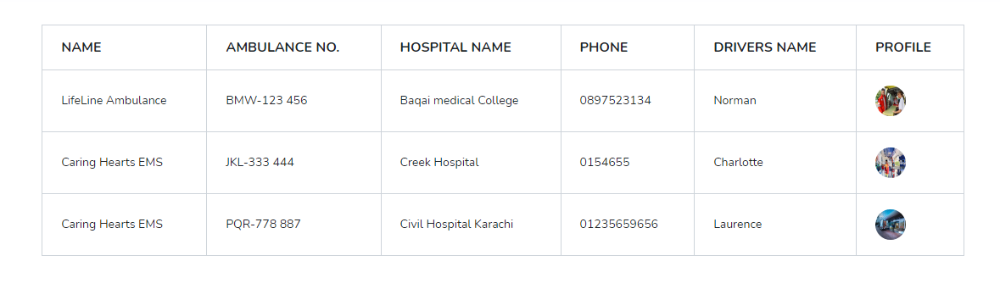 NAME AMBULANCE NO. HOSPITAL NAME PHONE DRIVERS NAME PROFILE
LifeLine Ambulance BMW-123 456 Baqai medical College 0897523134 Norman
Caring Hearts EMS JKL-333 444 Creek Hospital 0154655 Charlotte
Caring Hearts EMS PQR-778 887 Civil Hospital Karachi 01235659656 Laurence